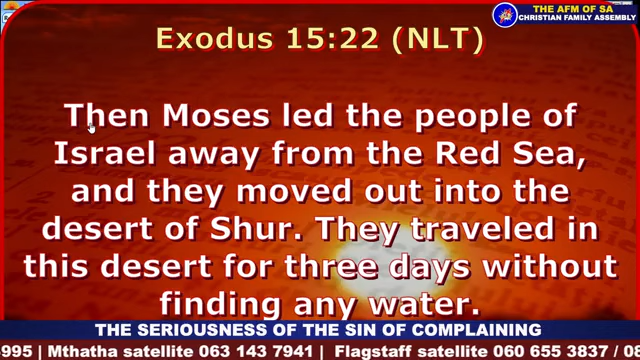 THE AFM OF SA
CHRISTIAN FAMILY ASSEMBLY
Exodus 15:22 (NLT)
Then Moses led the people of
Israel away from the Red Sea,
and they moved out into the
desert of Shur. They traveled in
this desert for three days without
finding any water.
THE SERIOUSNESS OF THE SIN OF COMPLAINING
995 | Mthatha satellite 063 143 7941 | Flagstaff satellite 060 655 3837 /